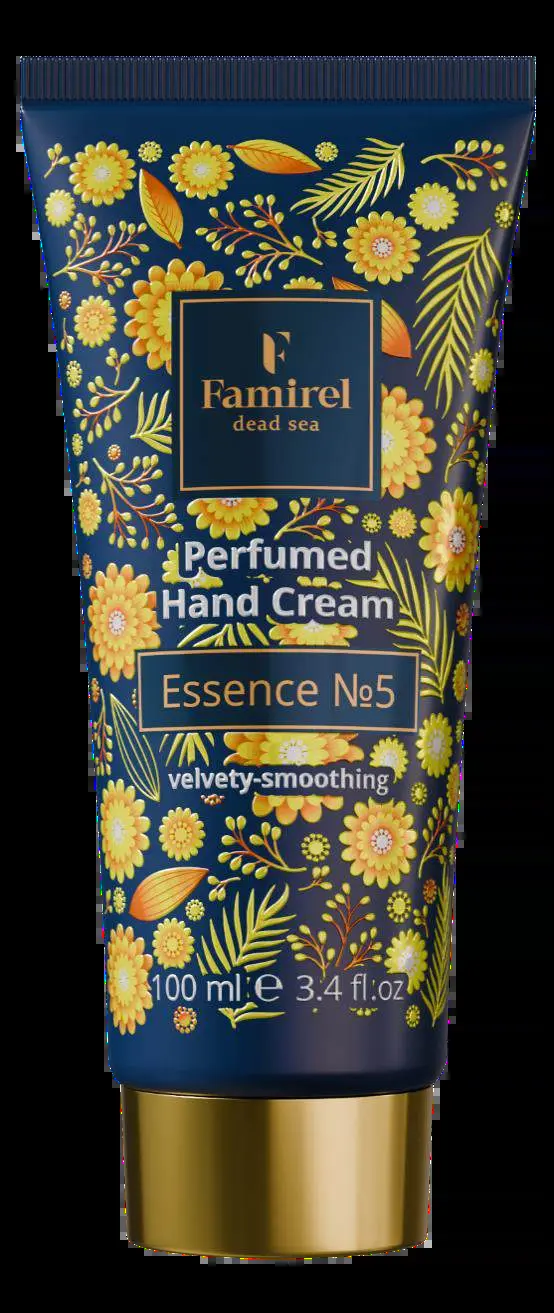 F
Famirel
dead sea
Perfumed
Hand Cream
Essence №5
velvety-smoothing
100 ml ℮ 3.4 fl.oz